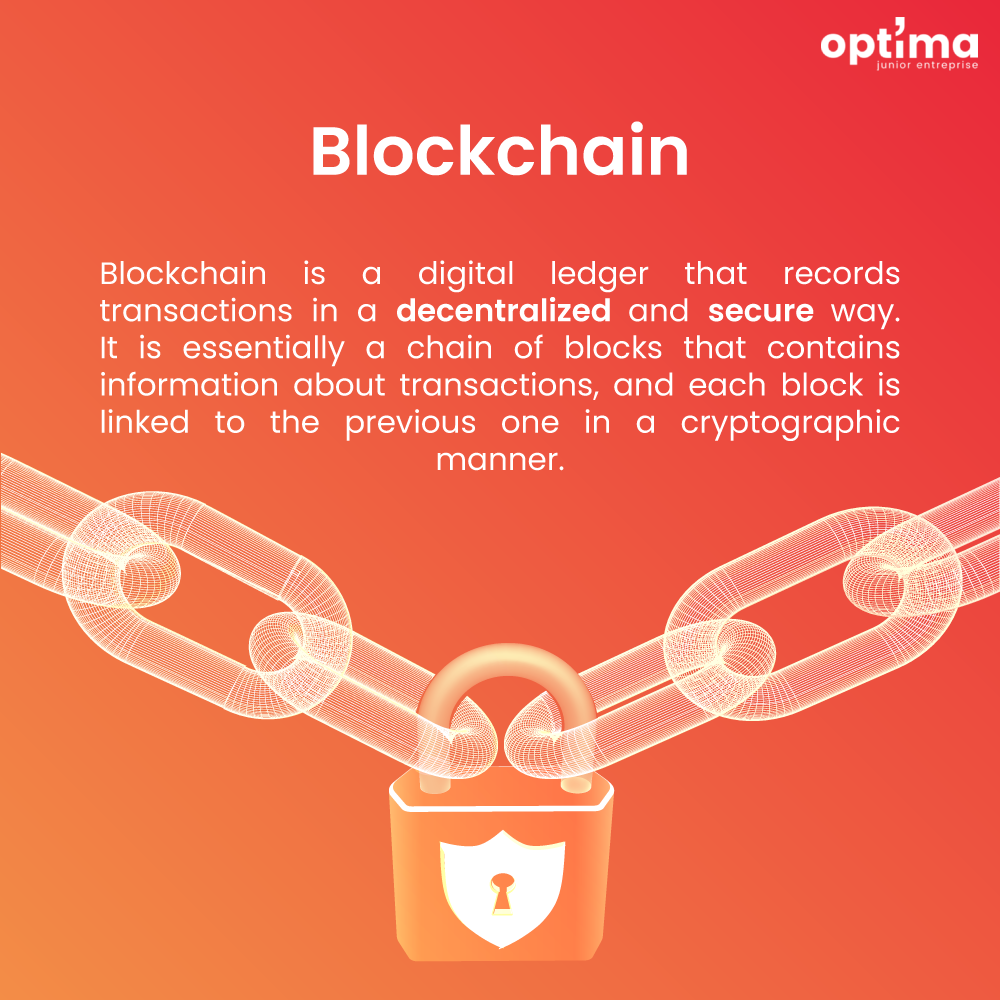 optima
junior entreprise
Blockchain
Blockchain is a digital ledger that records
transactions in a decentralized and secure way.
It is essentially a chain of blocks that contains
information about transactions, and each block is
linked to the previous one in a cryptographic
manner.